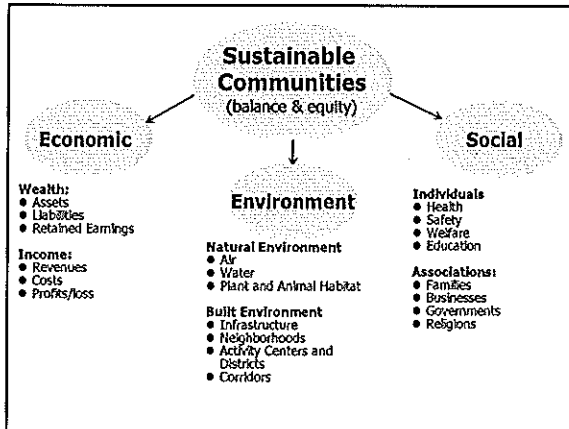 Sustainable
Communities
(balance & equity)
Economic
Wealth:
● Assets
● Liabilities
● Retained Earnings
Income:
● Revenues
● Costs
● Profits/loss
Environment
Natural Environment
● Air
● Water
● Plant and Animal Habitat
Built Environment
● Infrastructure
● Neighborhoods
● Activity Centers and
Districts
● Corridors
Social
Individuals
● Health
● Safety
● Welfare
● Education
Associations:
● Families
● Businesses
● Governments
● Religions